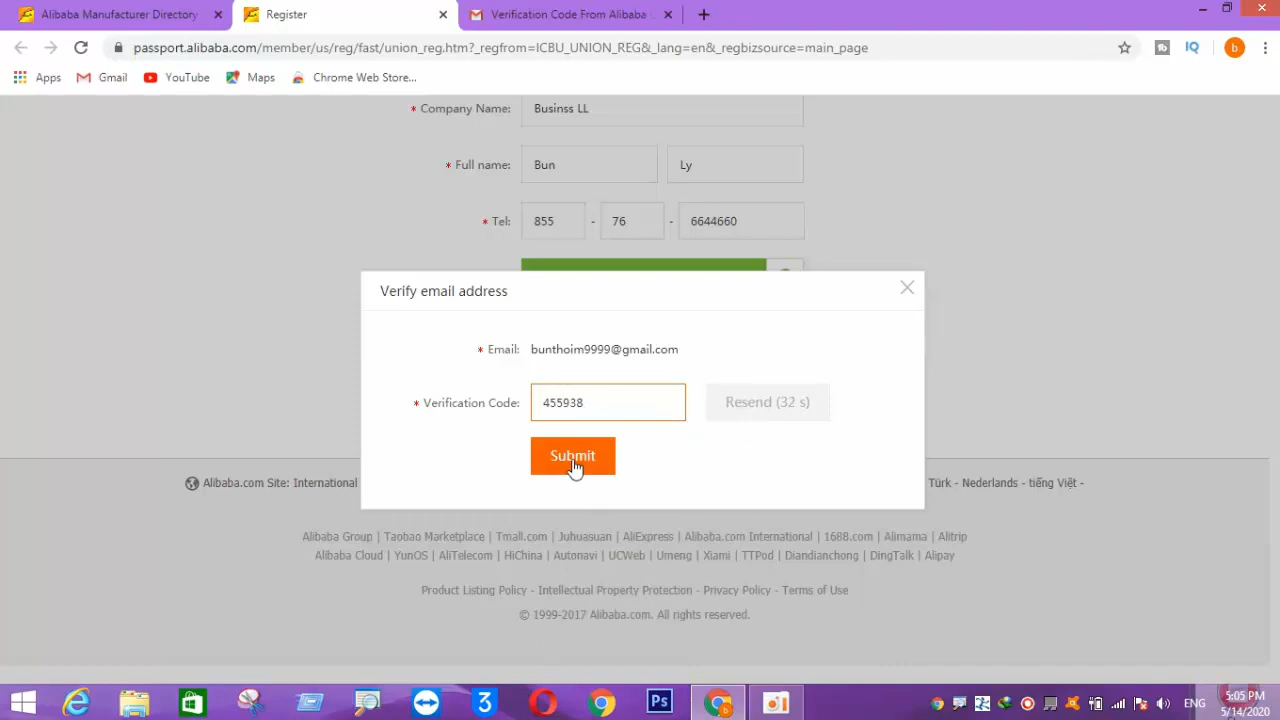 Alibaba Manufacturer Directory
Register
Verification Code From Alibaba
passport.alibaba.com/member/us/reg/fast/union_reg.htm?_regfrom=ICBU_UNION_REG&_lang=en&_regbizsource=main_page
IQ
b
Apps
Gmail
YouTube
Maps
Chrome Web Store...
* Company Name: Businss LL
* Full name: Bun Ly
* Tel: 855 - 76 - 6644660
Verify email address
* Email: bunthoim9999@gmail.com
* Verification Code: 455938 Resend (32 s)
Submit
Alibaba.com Site: International
Türk - Nederlands - tiếng Việt -
Alibaba Group | Taobao Marketplace | Tmall.com | Juhuasuan | AliExpress | Alibaba.com International | 1688.com | Alimama | Alitrip
Alibaba Cloud | YunOS | AliTelecom | HiChina | Autonavi | UCWeb | Umeng | Xiami | TTPod | Diandianchong | DingTalk | Alipay
Product Listing Policy - Intellectual Property Protection - Privacy Policy - Terms of Use
© 1999-2017 Alibaba.com. All rights reserved.
3
Ps
b
ENG
5:05 PM
5/14/2020